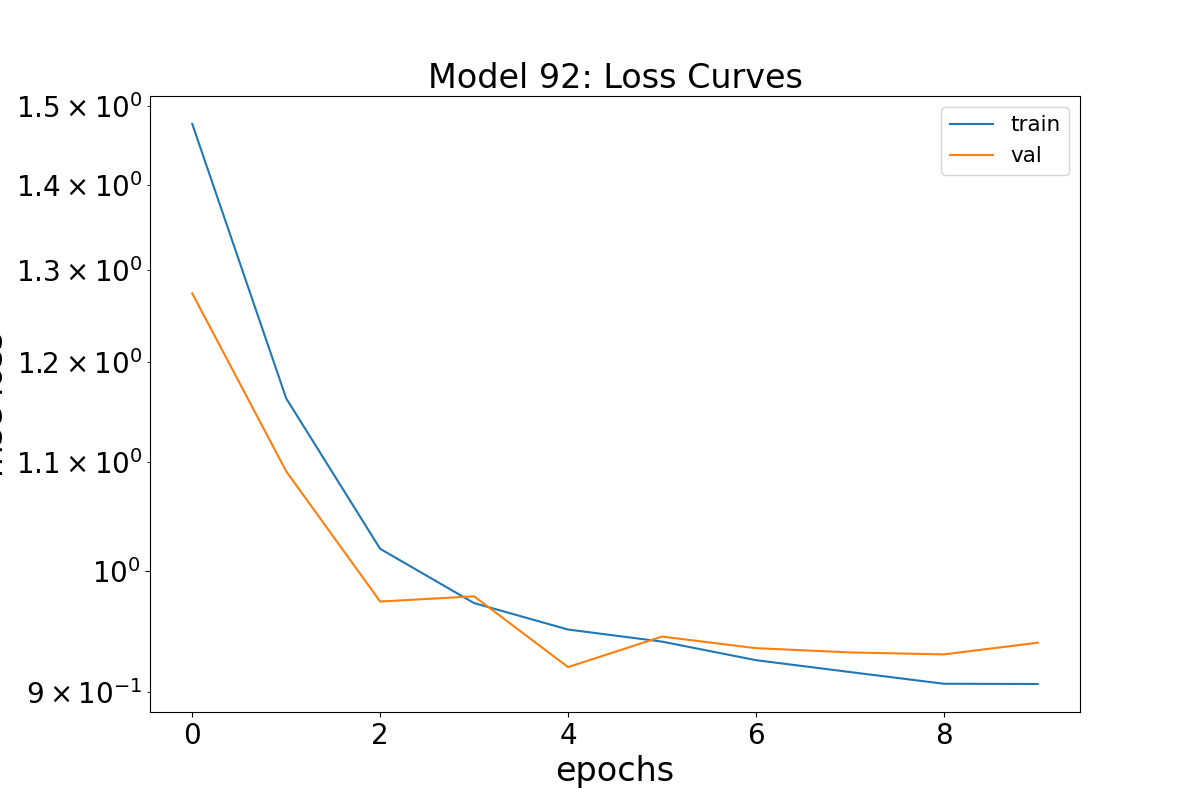 Model 92: Loss Curves
1.5 × 10⁰
1.4 × 10⁰
1.3 × 10⁰
1.2 × 10⁰
1.1 × 10⁰
10⁰
9 × 10⁻¹
train
val
0 2 4 6 8
epochs